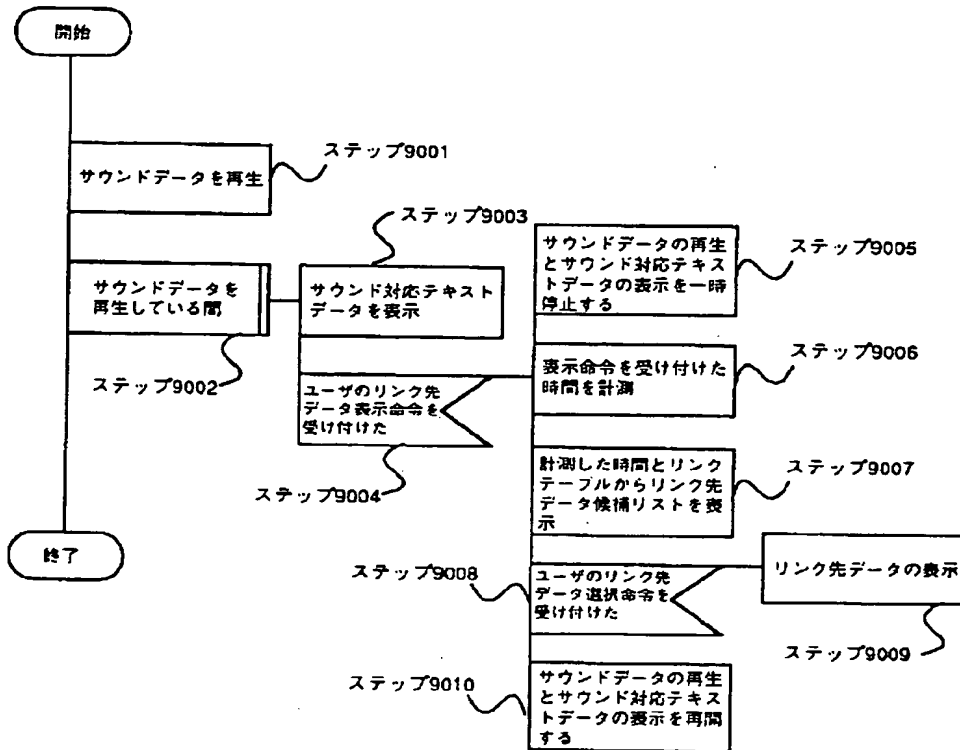 開始
ステップ9001
サウンドデータを再生
ステップ9003
サウンドデータを
再生している間
サウンド対応テキスト
データを表示
ステップ9002
ユーザのリンク先
データ表示命令を
受け付けた
ステップ9004
サウンドデータの再生
とサウンド対応テキス
トデータの表示を一時
停止する
ステップ9005
表示命令を受け付けた
時間を計測
ステップ9006
計測した時間とリンク
テーブルからリンク先
データ候補リストを表
示
ステップ9007
終了
ステップ9008
ユーザのリンク先
データ選択命令を
受け付けた
リンク先データの表示
ステップ9009
ステップ9010
サウンドデータの再生
とサウンド対応テキス
トデータの表示を再開
する